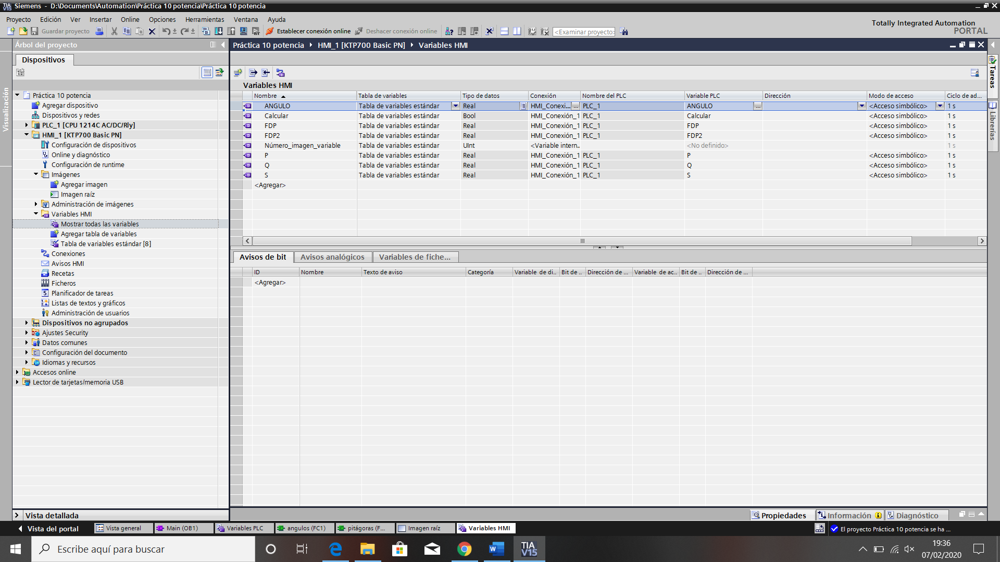 Siemens - D:\Documents\Automation\Práctica 10 potencia\Práctica 10 potencia
Proyecto Edición Ver Insertar Online Opciones Herramientas Ventana Ayuda
Totally Integrated Automation
PORTAL
Guardar proyecto Establecer conexión online Deshacer conexión online <Examinar proyecto>
Árbol del proyecto
Práctica 10 potencia HMI_1 [KTP700 Basic PN] Variables HMI
Dispositivos
Visualización
Práctica 10 potencia
Agregar dispositivo
Dispositivos y redes
PLC_1 [CPU 1214C AC/DC/Rly]
HMI_1 [KTP700 Basic PN]
Configuración de dispositivos
Online y diagnóstico
Configuración de runtime
Imágenes
Agregar imagen
Imagen raíz
Administración de imágenes
Variables HMI
Mostrar todas las variables
Agregar tabla de variables
Tabla de variables estándar [8]
Conexiones
Avisos HMI
Recetas
Ficheros
Planificador de tareas
Listas de textos y gráficos
Administración de usuarios
Dispositivos no agrupados
Ajustes Security
Datos comunes
Configuración del documento
Idiomas y recursos
Accesos online
Lector de tarjetas/memoria USB
Vista detallada
Variables HMI
Nombre Tabla de variables Tipo de datos Conexión Nombre del PLC Variable PLC Dirección Modo de acceso Ciclo de ad...
ANGULO Tabla de variables estándar Real HMI_Conexi... PLC_1 ANGULO <Acceso simbólico> 1 s
Calcular Tabla de variables estándar Bool HMI_Conexión_1 PLC_1 Calcular <Acceso simbólico> 1 s
FDP Tabla de variables estándar Real HMI_Conexión_1 PLC_1 FDP <Acceso simbólico> 1 s
FDP2 Tabla de variables estándar Real HMI_Conexión_1 PLC_1 FDP2 <Acceso simbólico> 1 s
Número_imagen_variable Tabla de variables estándar UInt <Variable intern.. <No definido> 1 s
P Tabla de variables estándar Real HMI_Conexión_1 PLC_1 P <Acceso simbólico> 1 s
Q Tabla de variables estándar Real HMI_Conexión_1 PLC_1 Q <Acceso simbólico> 1 s
S Tabla de variables estándar Real HMI_Conexión_1 PLC_1 S <Acceso simbólico> 1 s
<Agregar>
Avisos de bit Avisos analógicos Variables de fiche...
ID Nombre Texto de aviso Categoría Variable de di.. Bit de .. Dirección de ... Variable de ac.. Bit de .. Dirección de ...
<Agregar>
Tareas
Librerías
Propiedades Información Diagnóstico
Vista del portal Vista general Main (OB1) Variables PLC angulos (FC1) pitágoras (F... Imagen raíz Variables HMI El proyecto Práctica 10 potencia se ha ...
Escribe aquí para buscar
TIA
V15
19:36
07/02/2020